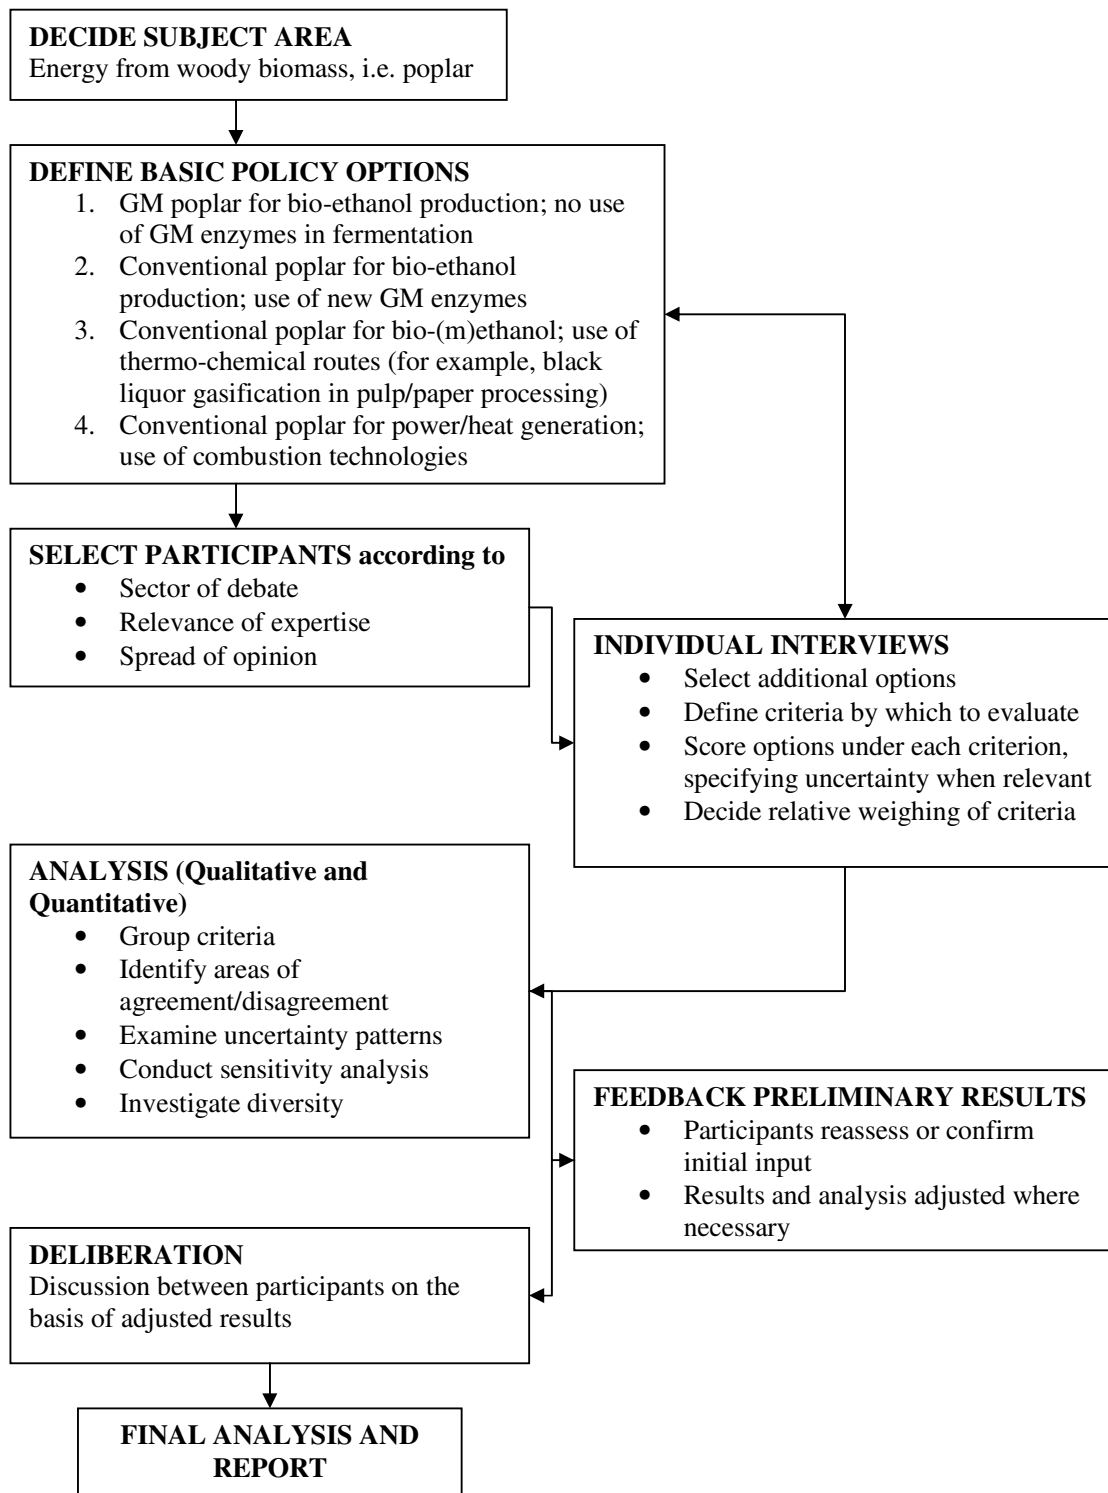 DECIDE SUBJECT AREA
Energy from woody biomass, i.e. poplar
DEFINE BASIC POLICY OPTIONS
1. GM poplar for bio-ethanol production; no use
of GM enzymes in fermentation
2. Conventional poplar for bio-ethanol
production; use of new GM enzymes
3. Conventional poplar for bio-(m)ethanol; use of
thermo-chemical routes (for example, black
liquor gasification in pulp/paper processing)
4. Conventional poplar for power/heat generation;
use of combustion technologies
SELECT PARTICIPANTS according to
• Sector of debate
• Relevance of expertise
• Spread of opinion
INDIVIDUAL INTERVIEWS
• Select additional options
• Define criteria by which to evaluate
• Score options under each criterion,
specifying uncertainty when relevant
• Decide relative weighing of criteria
ANALYSIS (Qualitative and
Quantitative)
• Group criteria
• Identify areas of
agreement/disagreement
• Examine uncertainty patterns
• Conduct sensitivity analysis
• Investigate diversity
FEEDBACK PRELIMINARY RESULTS
• Participants reassess or confirm
initial input
• Results and analysis adjusted where
necessary
DELIBERATION
Discussion between participants on the
basis of adjusted results
FINAL ANALYSIS AND
REPORT